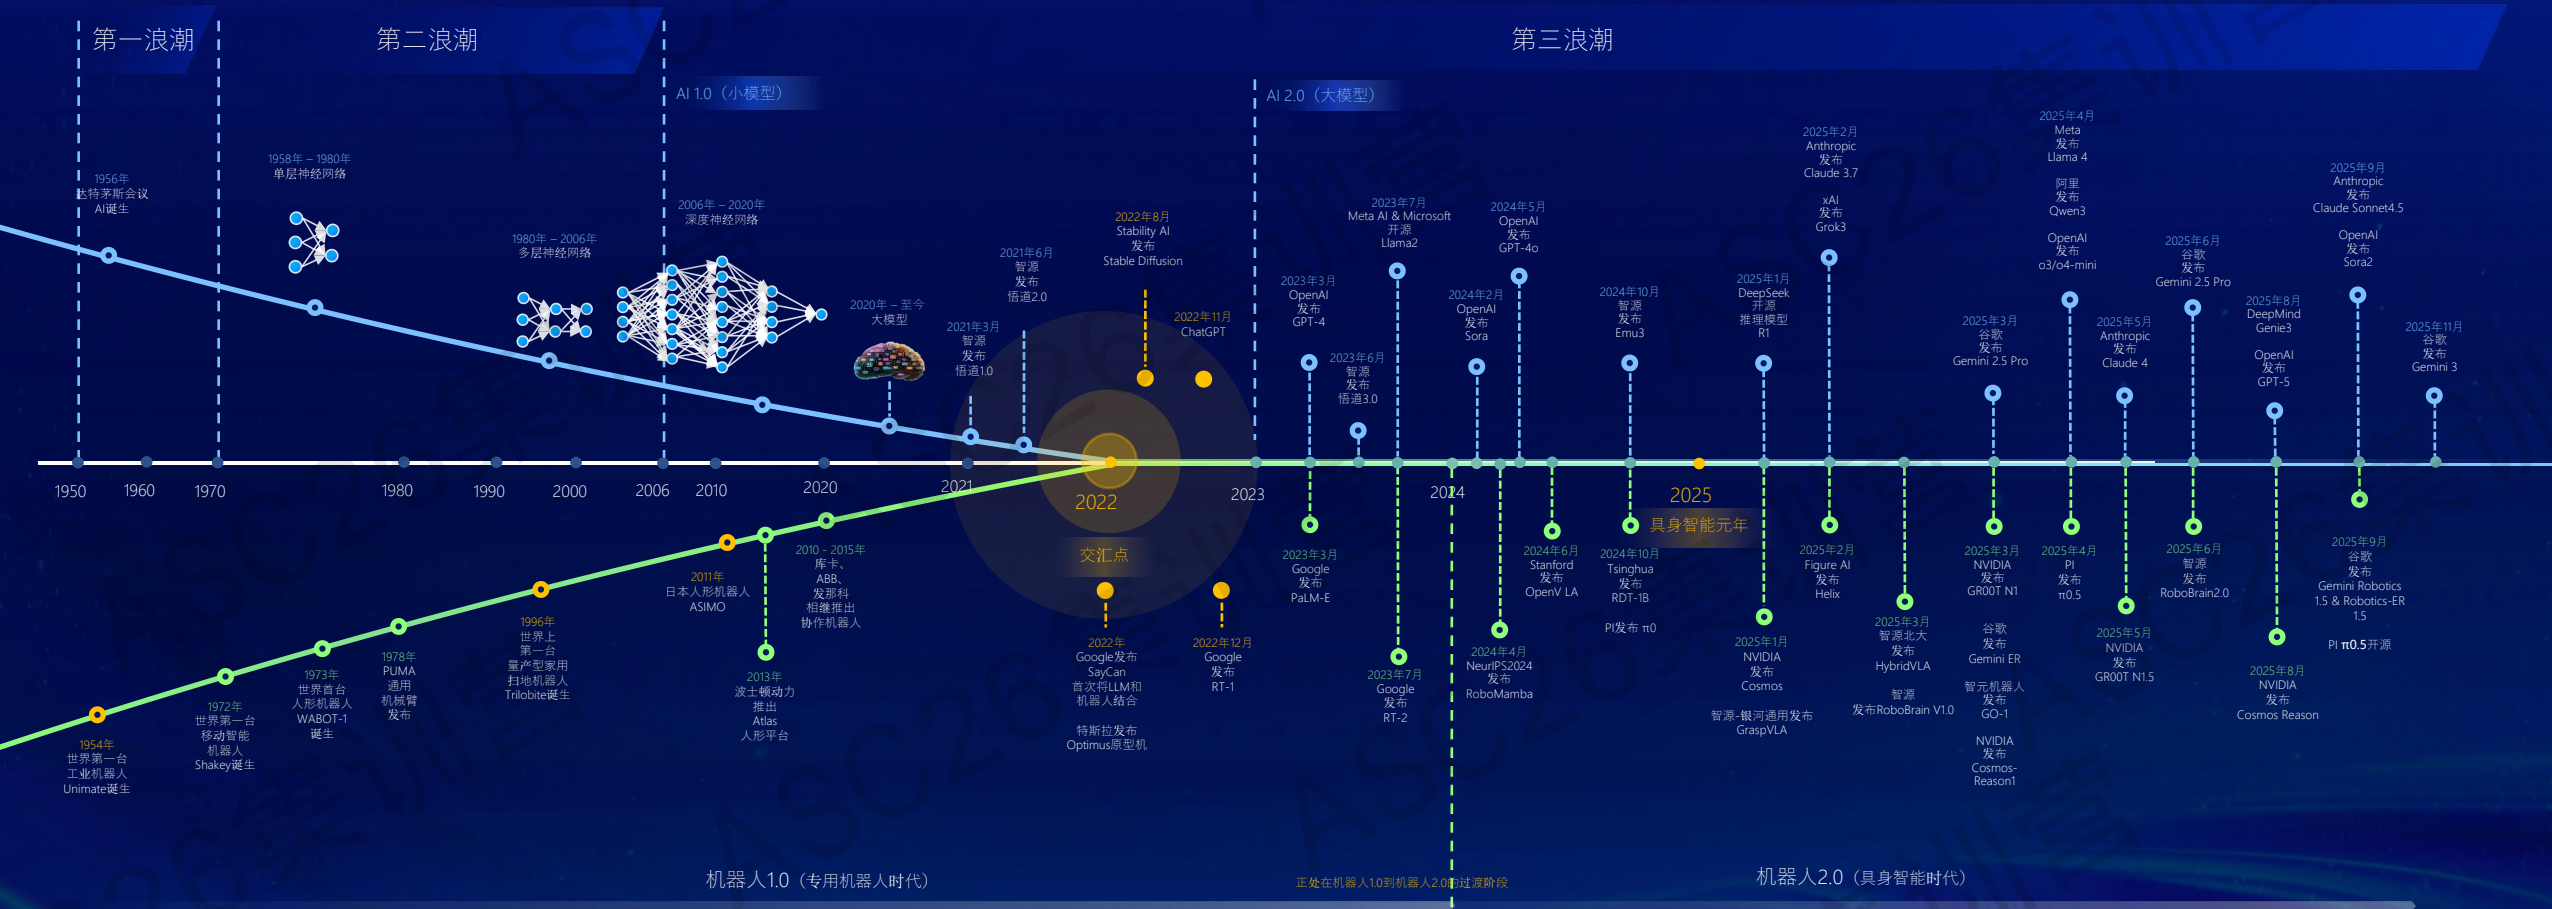 第一浪潮
第二浪潮
第三浪潮
AI 1.0（小模型）
AI 2.0（大模型）
1956年
达特茅斯会议
AI诞生
1958年 – 1980年
单层神经网络
1980年 – 2006年
多层神经网络
2006年 – 2020年
深度神经网络
2020年 – 至今
大模型
2021年3月
智源
发布
悟道1.0
2021年6月
智源
发布
悟道2.0
2022年8月
Stability AI
发布
Stable Diffusion
2022年11月
ChatGPT
2023年3月
OpenAI
发布
GPT-4
2023年6月
智源
发布
悟道3.0
2023年7月
Meta AI & Microsoft
开源
Llama2
2024年2月
OpenAI
发布
Sora
2024年5月
OpenAI
发布
GPT-4o
2024年10月
智源
发布
Emu3
2025年1月
DeepSeek
开源
推理模型
R1
2025年2月
Anthropic
发布
Claude 3.7
xAI
发布
Grok3
2025年3月
谷歌
发布
Gemini 2.5 Pro
2025年4月
Meta
发布
Llama 4
阿里
发布
Qwen3
OpenAI
发布
o3/o4-mini
2025年5月
Anthropic
发布
Claude 4
2025年6月
谷歌
发布
Gemini 2.5 Pro
2025年8月
DeepMind
Genie3
OpenAI
发布
GPT-5
2025年9月
Anthropic
发布
Claude Sonnet4.5
OpenAI
发布
Sora2
2025年11月
谷歌
发布
Gemini 3
1950
1960
1970
1980
1990
2000
2006
2010
2020
2021
2022
2023
2024
2025
交汇点
具身智能元年
1954年
世界第一台
工业机器人
Unimate诞生
1972年
世界第一台
移动智能
机器人
Shakey诞生
1973年
世界首台
人形机器人
WABOT-1
诞生
1978年
PUMA
通用
机械臂
发布
1996年
世界上
第一台
量产型家用
扫地机器人
Trilobite诞生
2011年
日本人形机器人
ASIMO
2013年
波士顿动力
推出
Atlas
人形平台
2010 - 2015年
库卡、
ABB、
发那科
相继推出
协作机器人
2022年
Google发布
SayCan
首次将LLM和
机器人结合
特斯拉发布
Optimus原型机
2022年12月
Google
发布
RT-1
2023年3月
Google
发布
PaLM-E
2023年7月
Google
发布
RT-2
2024年4月
NeurIPS2024
发布
RoboMamba
2024年6月
Stanford
发布
OpenV LA
2024年10月
Tsinghua
发布
RDT-1B
PI发布 π0
2025年1月
NVIDIA
发布
Cosmos
智源-银河通用发布
GraspVLA
2025年2月
Figure AI
发布
Helix
2025年3月
智源北大
发布
HybridVLA
智源
发布RoboBrain V1.0
2025年3月
NVIDIA
发布
GR00T N1
谷歌
发布
Gemini ER
智元机器人
发布
GO-1
NVIDIA
发布
Cosmos-
Reason1
2025年4月
PI
发布
π0.5
2025年5月
NVIDIA
发布
GR00T N1.5
2025年6月
智源
发布
RoboBrain2.0
2025年8月
NVIDIA
发布
Cosmos Reason
2025年9月
谷歌
发布
Gemini Robotics
1.5 & Robotics-ER
1.5
PI π0.5开源
机器人1.0（专用机器人时代）
正处在机器人1.0到机器人2.0的过渡阶段
机器人2.0（具身智能时代）
ASC26集训营